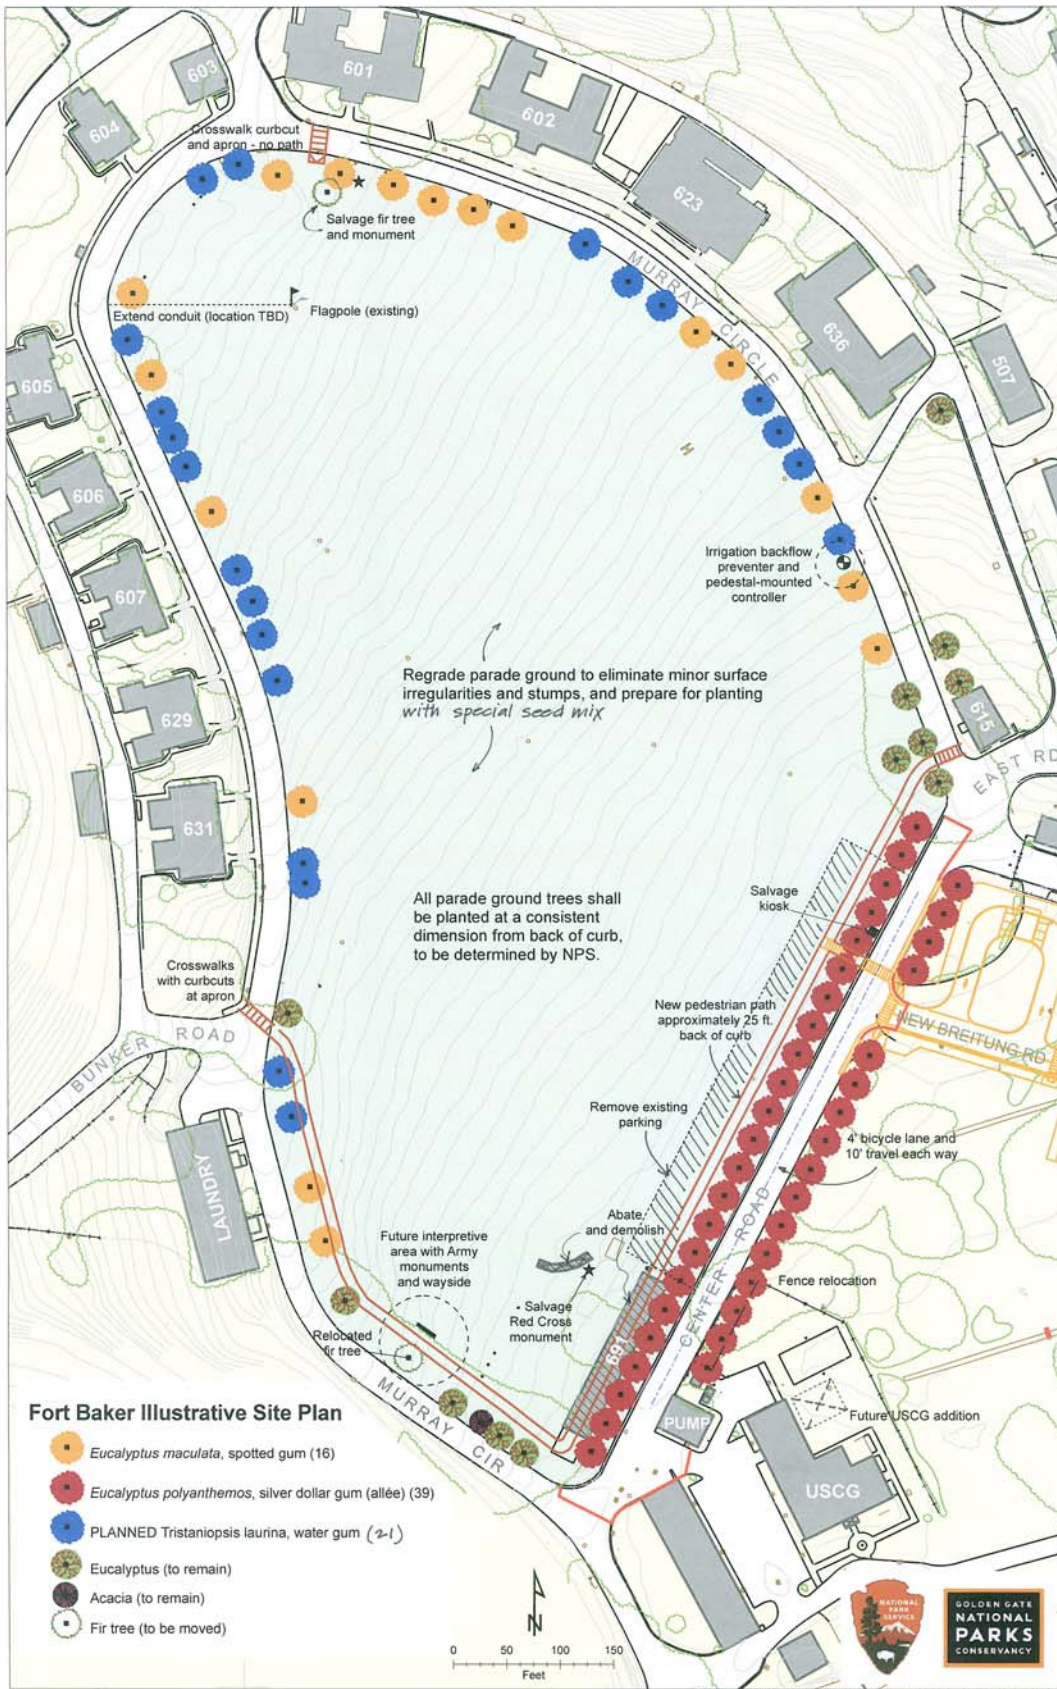 601
603
602
604
Crosswalk curbcut
and apron - no path
623
Salvage fir tree
and monument
MURRAY CIRCLE
Extend conduit (location TBD)
Flagpole (existing)
636
507
605
606
Irrigation backflow
preventer and
pedestal-mounted
controller
607
Regrade parade ground to eliminate minor surface
irregularities and stumps, and prepare for planting
with special seed mix
629
615
EAST RD
631
All parade ground trees shall
be planted at a consistent
dimension from back of curb,
to be determined by NPS.
Salvage
kiosk
Crosswalks
with curbcuts
at apron
New pedestrian path
approximately 25 ft.
back of curb
NEW BREITUNG RD
BUNKER ROAD
Remove existing
parking
4' bicycle lane and
10' travel each way
LAUNDRY
Abate
and demolish
Future interpretive
area with Army
monuments
and wayside
CENTER ROAD
Fence relocation
Salvage
Red Cross
monument
Relocated
fir tree
691
MURRAY CIR
PUMP
Future USCG addition
USCG
Fort Baker Illustrative Site Plan
Eucalyptus maculata, spotted gum (16)
Eucalyptus polyanthemos, silver dollar gum (allée) (39)
PLANNED Tristaniopsis laurina, water gum (21)
Eucalyptus (to remain)
Acacia (to remain)
Fir tree (to be moved)
N
0 50 100 150
Feet
NATIONAL
PARK
SERVICE
GOLDEN GATE
NATIONAL
PARKS
CONSERVANCY